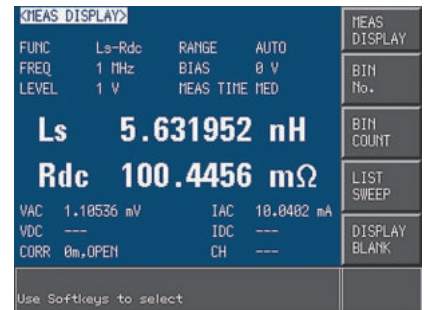 <MEAS DISPLAY>
FUNC Ls-Rdc RANGE AUTO
FREQ 1 MHz BIAS 0 V
LEVEL 1 V MEAS TIME MED
Ls 5.631952 nH
Rdc 100.4456 mΩ
VAC 1.10536 mV IAC 10.0402 mA
VDC --- IDC ---
CORR 0m,OPEN CH ---
Use Softkeys to select
MEAS
DISPLAY
BIN
No.
BIN
COUNT
LIST
SWEEP
DISPLAY
BLANK